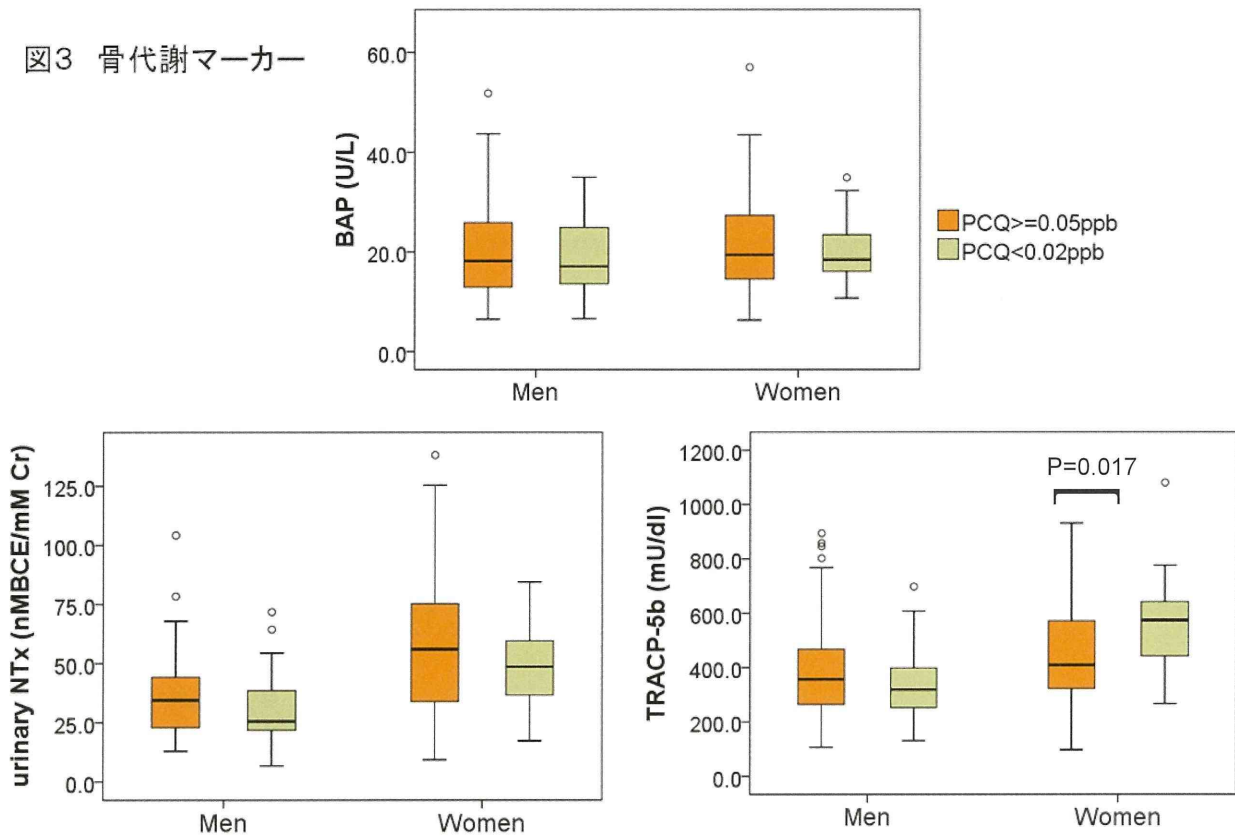 図3 骨代謝マーカー
BAP (U/L)
60.0
40.0
20.0
0.0
Men
Women
PCQ>=0.05ppb
PCQ<0.02ppb
urinary NTx (nMBCE/mM Cr)
125.0
100.0
75.0
50.0
25.0
0.0
Men
Women
TRACP-5b (mU/dl)
1200.0
1000.0
800.0
600.0
400.0
200.0
0.0
P=0.017
Men
Women